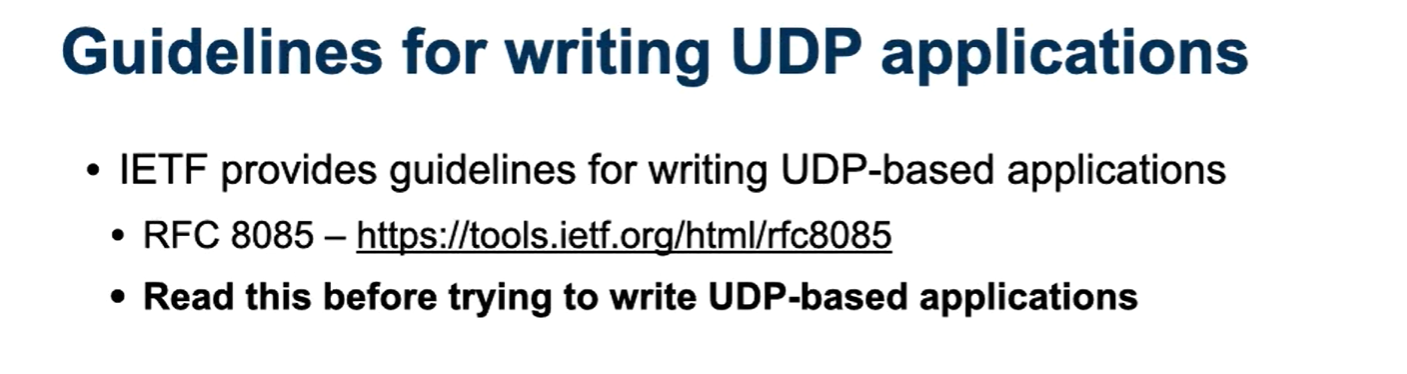 Guidelines for writing UDP applications
• IETF provides guidelines for writing UDP-based applications
• RFC 8085 – https://tools.ietf.org/html/rfc8085
• Read this before trying to write UDP-based applications